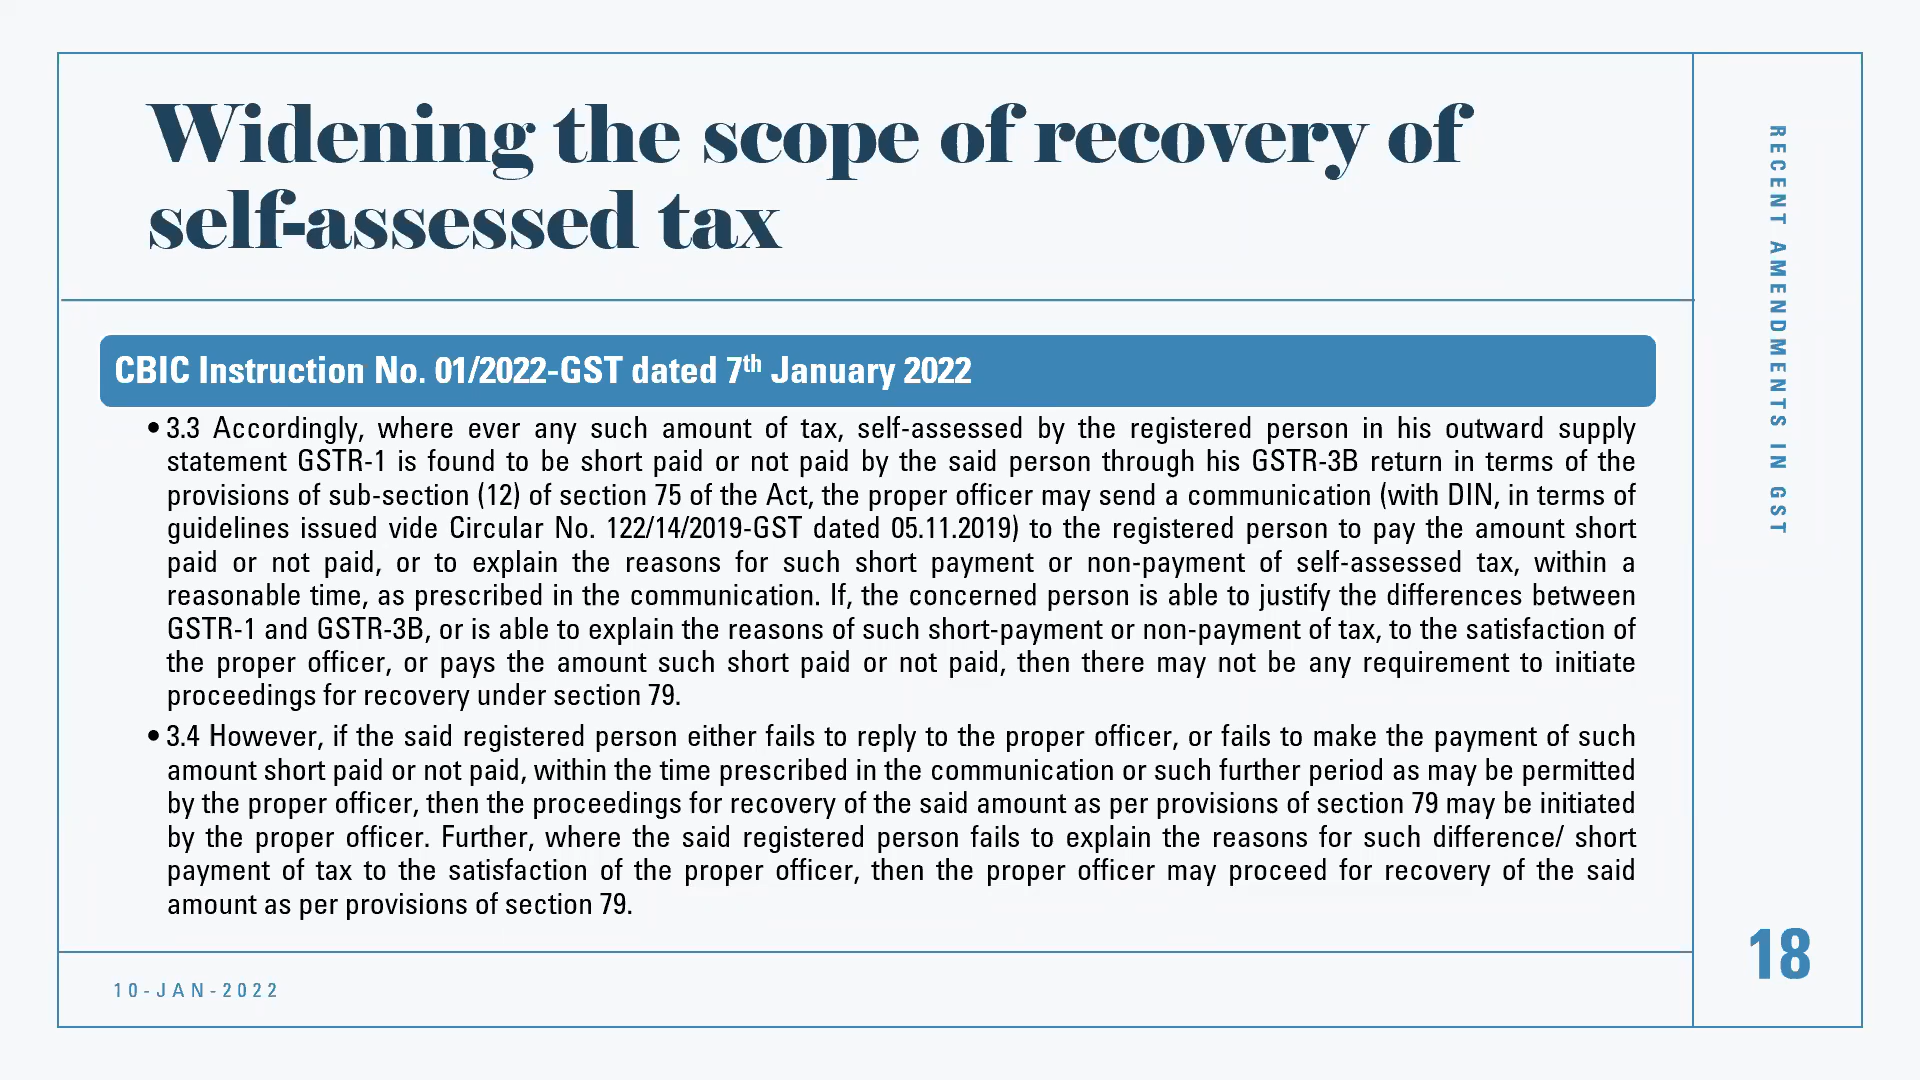 Widening the scope of recovery of
self-assessed tax
CBIC Instruction No. 01/2022-GST dated 7th January 2022
• 3.3 Accordingly, where ever any such amount of tax, self-assessed by the registered person in his outward supply
statement GSTR-1 is found to be short paid or not paid by the said person through his GSTR-3B return in terms of the
provisions of sub-section (12) of section 75 of the Act, the proper officer may send a communication (with DIN, in terms of
guidelines issued vide Circular No. 122/14/2019-GST dated 05.11.2019) to the registered person to pay the amount short
paid or not paid, or to explain the reasons for such short payment or non-payment of self-assessed tax, within a
reasonable time, as prescribed in the communication. If, the concerned person is able to justify the differences between
GSTR-1 and GSTR-3B, or is able to explain the reasons of such short-payment or non-payment of tax, to the satisfaction of
the proper officer, or pays the amount such short paid or not paid, then there may not be any requirement to initiate
proceedings for recovery under section 79.
• 3.4 However, if the said registered person either fails to reply to the proper officer, or fails to make the payment of such
amount short paid or not paid, within the time prescribed in the communication or such further period as may be permitted
by the proper officer, then the proceedings for recovery of the said amount as per provisions of section 79 may be initiated
by the proper officer. Further, where the said registered person fails to explain the reasons for such difference/ short
payment of tax to the satisfaction of the proper officer, then the proper officer may proceed for recovery of the said
amount as per provisions of section 79.
10-JAN-2022
RECENT AMENDMENTS IN GST
18